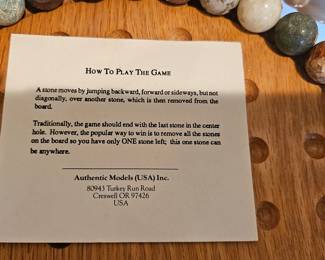 How To Play The Game
A stone moves by jumping backward, forward or sideways, but not
diagonally, over another stone, which is then removed from the
board.
Traditionally, the game should end with the last stone in the center
hole. However, the popular way to win is to remove all the stones
on the board so you have only ONE stone left; this one stone can
be anywhere.
Authentic Models (USA) Inc.
80943 Turkey Run Road
Creswell OR 97426
USA